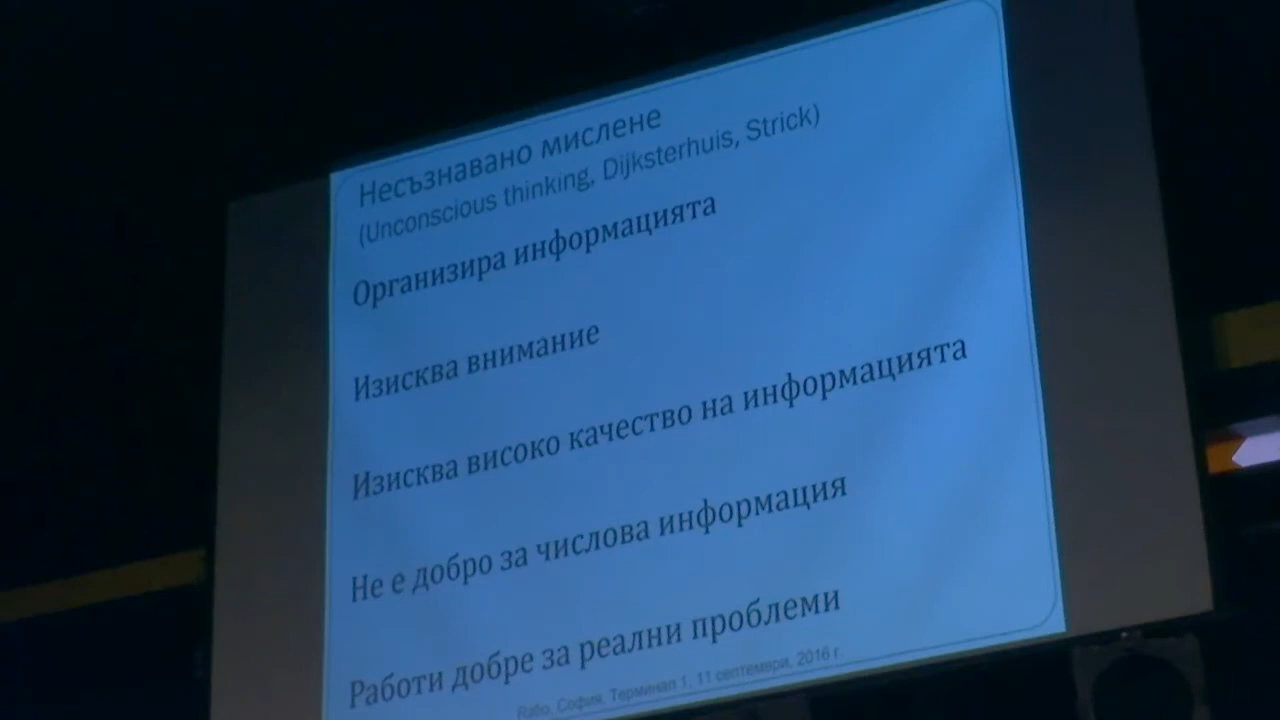 Несъзнавано мислене
(Unconscious thinking, Dijksterhuis, Strick)
Организира информацията
Изисква внимание
Изисква високо качество на информацията
Не е добро за числова информация
Работи добре за реални проблеми
Ratio, София, Терминал 1, 11 септември, 2016 г.